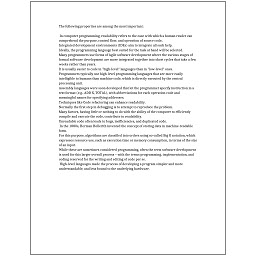 The following properties are among the most important:
 In computer programming, readability refers to the ease with which a human reader can
comprehend the purpose, control flow, and operation of source code.
Integrated development environments (IDEs) aim to integrate all such help.
Ideally, the programming language best suited for the task at hand will be selected.
Many programmers use forms of Agile software development where the various stages of
formal software development are more integrated together into short cycles that take a few
weeks rather than years.
It is usually easier to code in "high-level" languages than in "low-level" ones.
Programmers typically use high-level programming languages that are more easily
intelligible to humans than machine code, which is directly executed by the central
processing unit.
Assembly languages were soon developed that let the programmer specify instruction in a
text format (e.g., ADD X, TOTAL), with abbreviations for each operation code and
meaningful names for specifying addresses.
Techniques like Code refactoring can enhance readability.
Normally the first step in debugging is to attempt to reproduce the problem.
Many factors, having little or nothing to do with the ability of the computer to efficiently
compile and execute the code, contribute to readability.
Unreadable code often leads to bugs, inefficiencies, and duplicated code.
 In the 1880s, Herman Hollerith invented the concept of storing data in machine-readable
form.
For this purpose, algorithms are classified into orders using so-called Big O notation, which
expresses resource use, such as execution time or memory consumption, in terms of the size
of an input.
While these are sometimes considered programming, often the term software development
is used for this larger overall process – with the terms programming, implementation, and
coding reserved for the writing and editing of code per se.
 High-level languages made the process of developing a program simpler and more
understandable, and less bound to the underlying hardware.